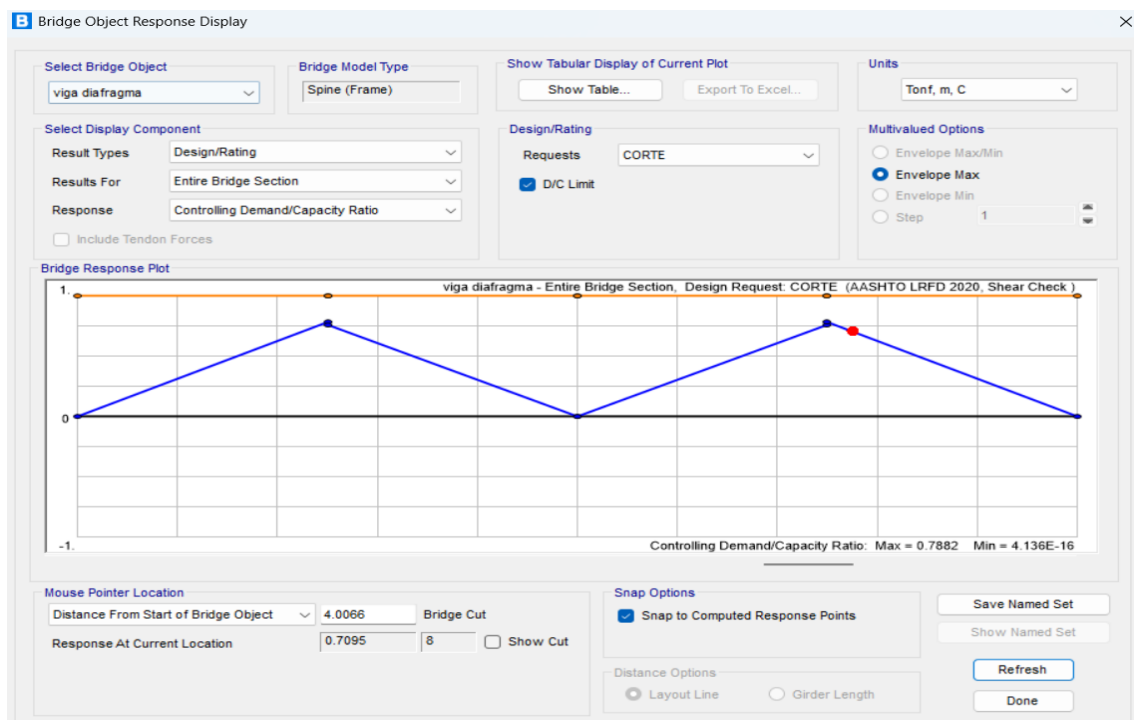 B Bridge Object Response Display
Select Bridge Object
viga diafragma
Bridge Model Type
Spine (Frame)
Show Tabular Display of Current Plot
Show Table...
Export To Excel...
Units
Tonf, m, C
Select Display Component
Result Types
Design/Rating
Results For
Entire Bridge Section
Response
Controlling Demand/Capacity Ratio
Include Tendon Forces
Design/Rating
Requests
CORTE
D/C Limit
Multivalued Options
Envelope Max/Min
Envelope Max
Envelope Min
Step
1
Bridge Response Plot
viga diafragma - Entire Bridge Section, Design Request: CORTE (AASHTO LRFD 2020, Shear Check )
1.
0
-1.
Controlling Demand/Capacity Ratio: Max = 0.7882 Min = 4.136E-16
Mouse Pointer Location
Distance From Start of Bridge Object
4.0066
Bridge Cut
Response At Current Location
0.7095
8
Show Cut
Snap Options
Snap to Computed Response Points
Distance Options
Layout Line
Girder Length
Save Named Set
Show Named Set
Refresh
Done